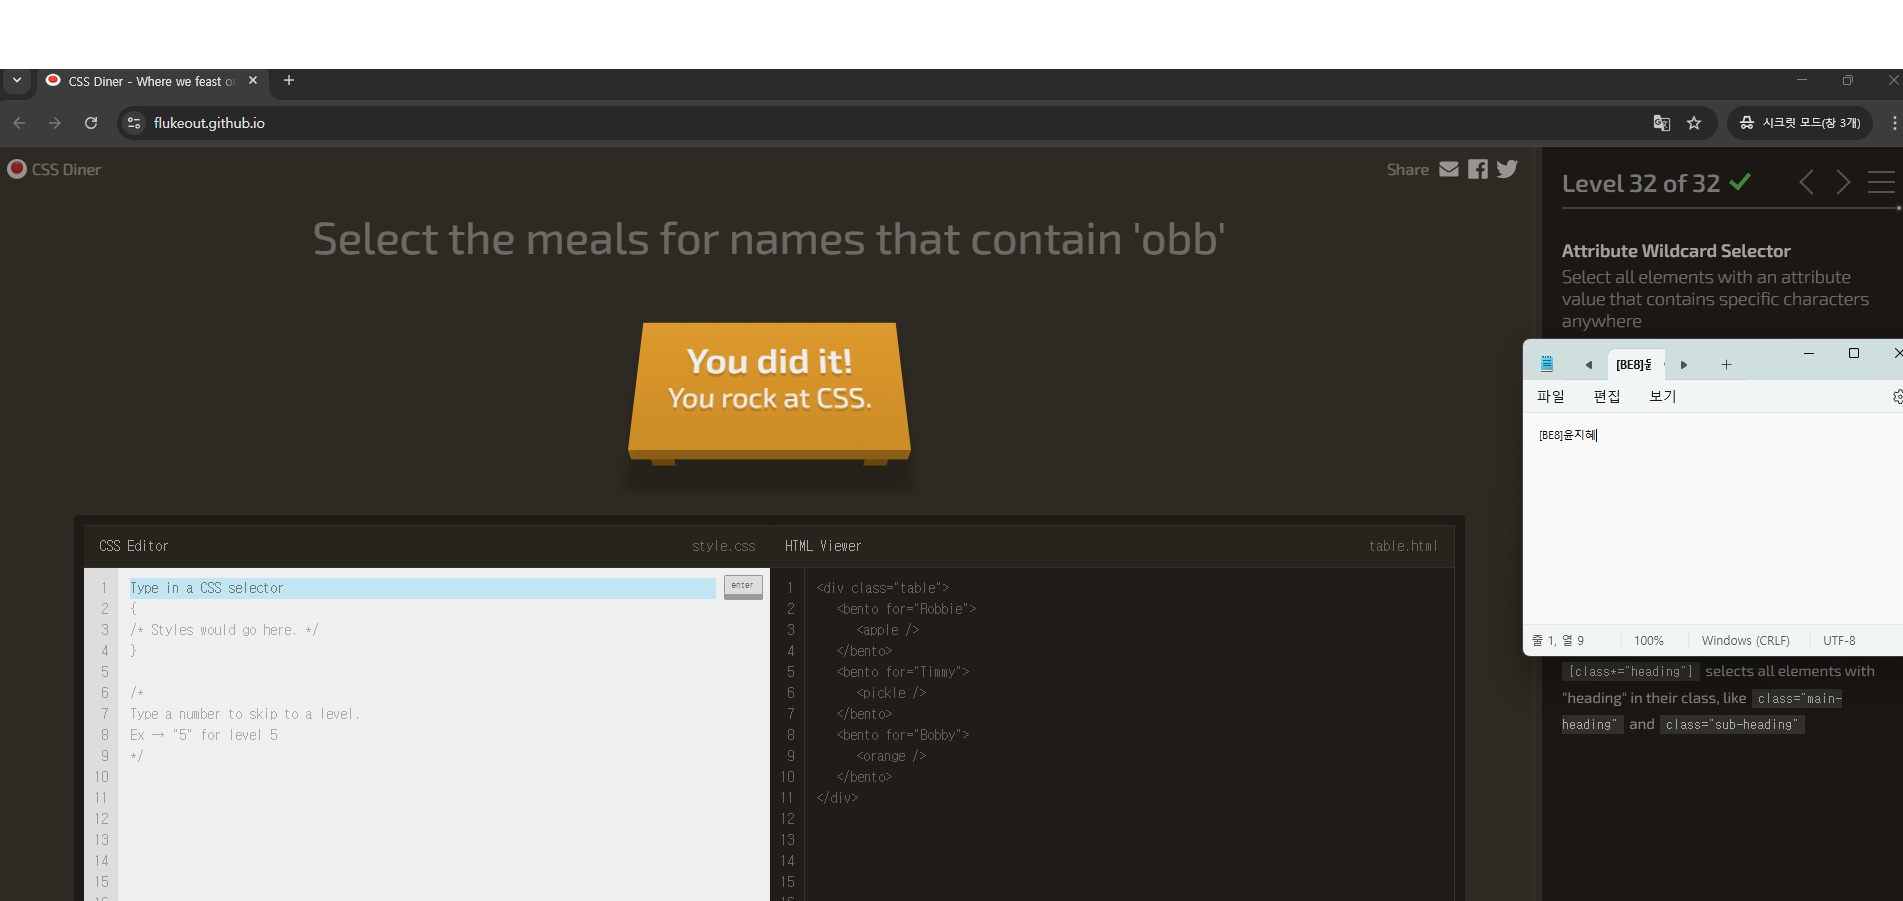 CSS Diner - Where we feast o
flukeout.github.io
시크릿 모드(창 3개)
CSS Diner
Share
Select the meals for names that contain 'obb'
You did it!
You rock at CSS.
CSS Editor
style.css
HTML Viewer
table.html
1 Type in a CSS selector
enter
2 {
3 /* Styles would go here. */
4 }
5
6 /*
7 Type a number to skip to a level.
8 Ex → "5" for level 5
9 */
10
11
12
13
14
15
1 <div class="table">
2 <bento for="Robbie">
3 <apple />
4 </bento>
5 <bento for="Timmy">
6 <pickle />
7 </bento>
8 <bento for="Bobby">
9 <orange />
10 </bento>
11 </div>
12
13
14
15
Level 32 of 32
Attribute Wildcard Selector
Select all elements with an attribute
value that contains specific characters
anywhere
[BE8]윤
파일 편집 보기
[BE8]윤지혜
줄 1, 열 9 100% Windows (CRLF) UTF-8
[class*="heading"] selects all elements with
"heading" in their class, like class="main-
heading" and class="sub-heading"